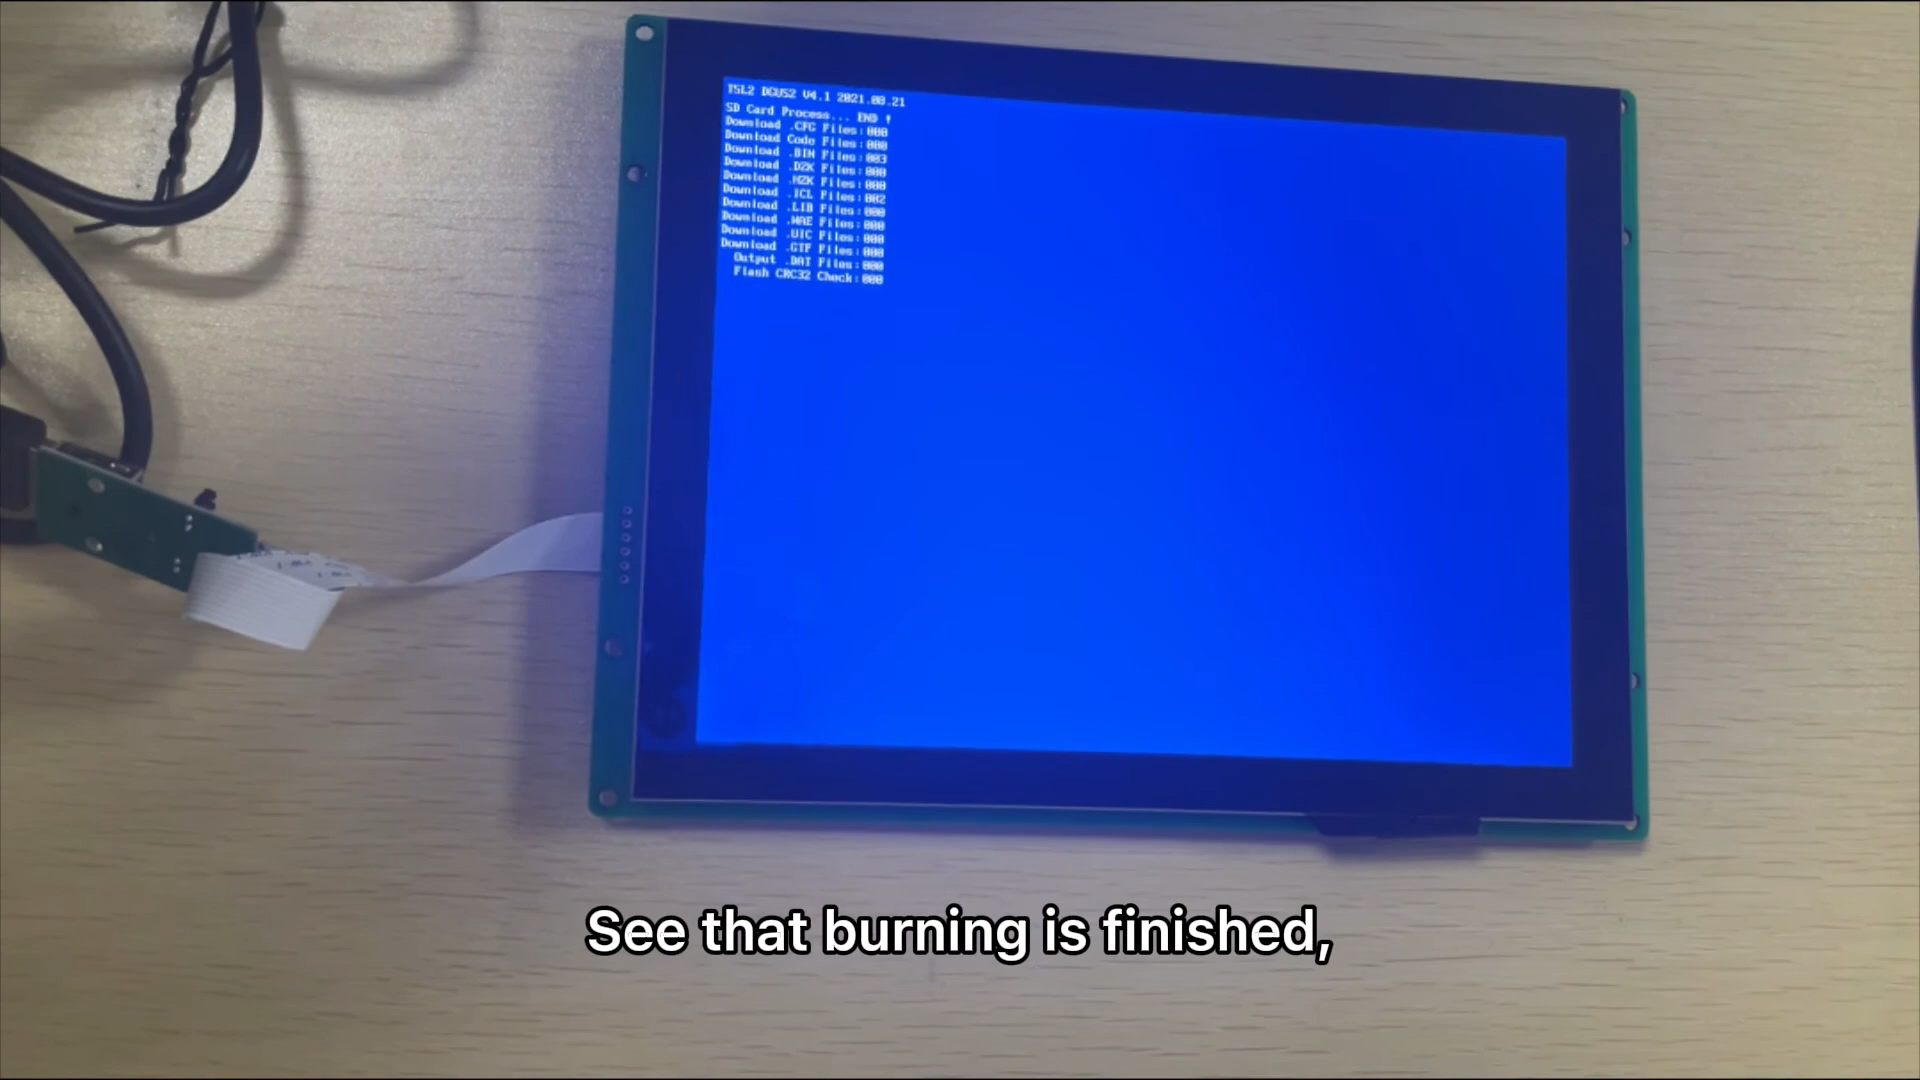 T5L2 DGUS2 V4.1 2021.08.21
SD Card Process... END !
Download .CFG Files:000
Download Code Files:000
Download .BIN Files:003
Download .DZK Files:000
Download .HZK Files:000
Download .ICL Files:002
Download .LIB Files:000
Download .WAE Files:000
Download .UIC Files:000
Download .GTF Files:000
Output .DAT Files:000
Flash CRC32 Check:000
See that burning is finished,